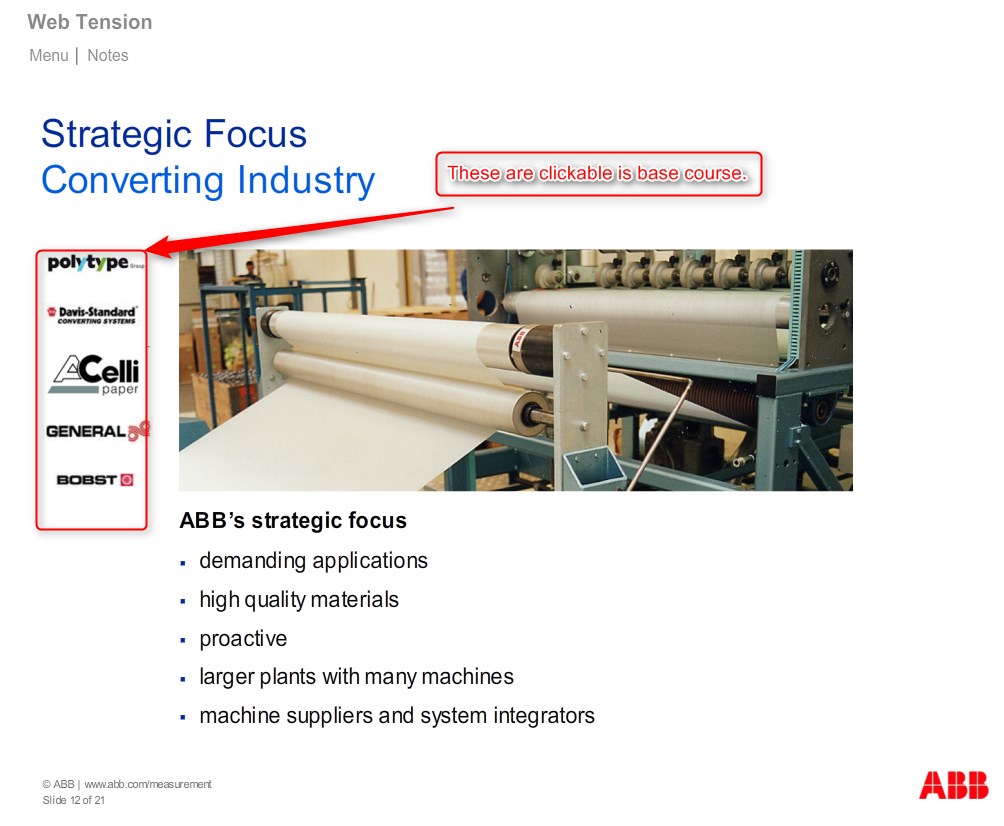 Web Tension
Menu | Notes
Strategic Focus
Converting Industry
These are clickable is base course.
polytype Group
Davis-Standard
CONVERTING SYSTEMS
ACelli
paper
GENERAL
BOBST
ABB
ABB's strategic focus
▪ demanding applications
▪ high quality materials
▪ proactive
▪ larger plants with many machines
▪ machine suppliers and system integrators
© ABB | www.abb.com/measurement
Slide 12 of 21
ABB